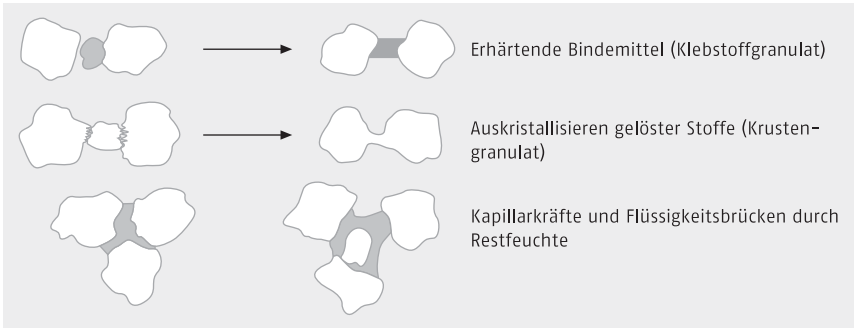 Erhärtende Bindemittel (Klebstoffgranulat)
Auskristallisieren gelöster Stoffe (Krusten-
granulat)
Kapillarkräfte und Flüssigkeitsbrücken durch
Restfeuchte